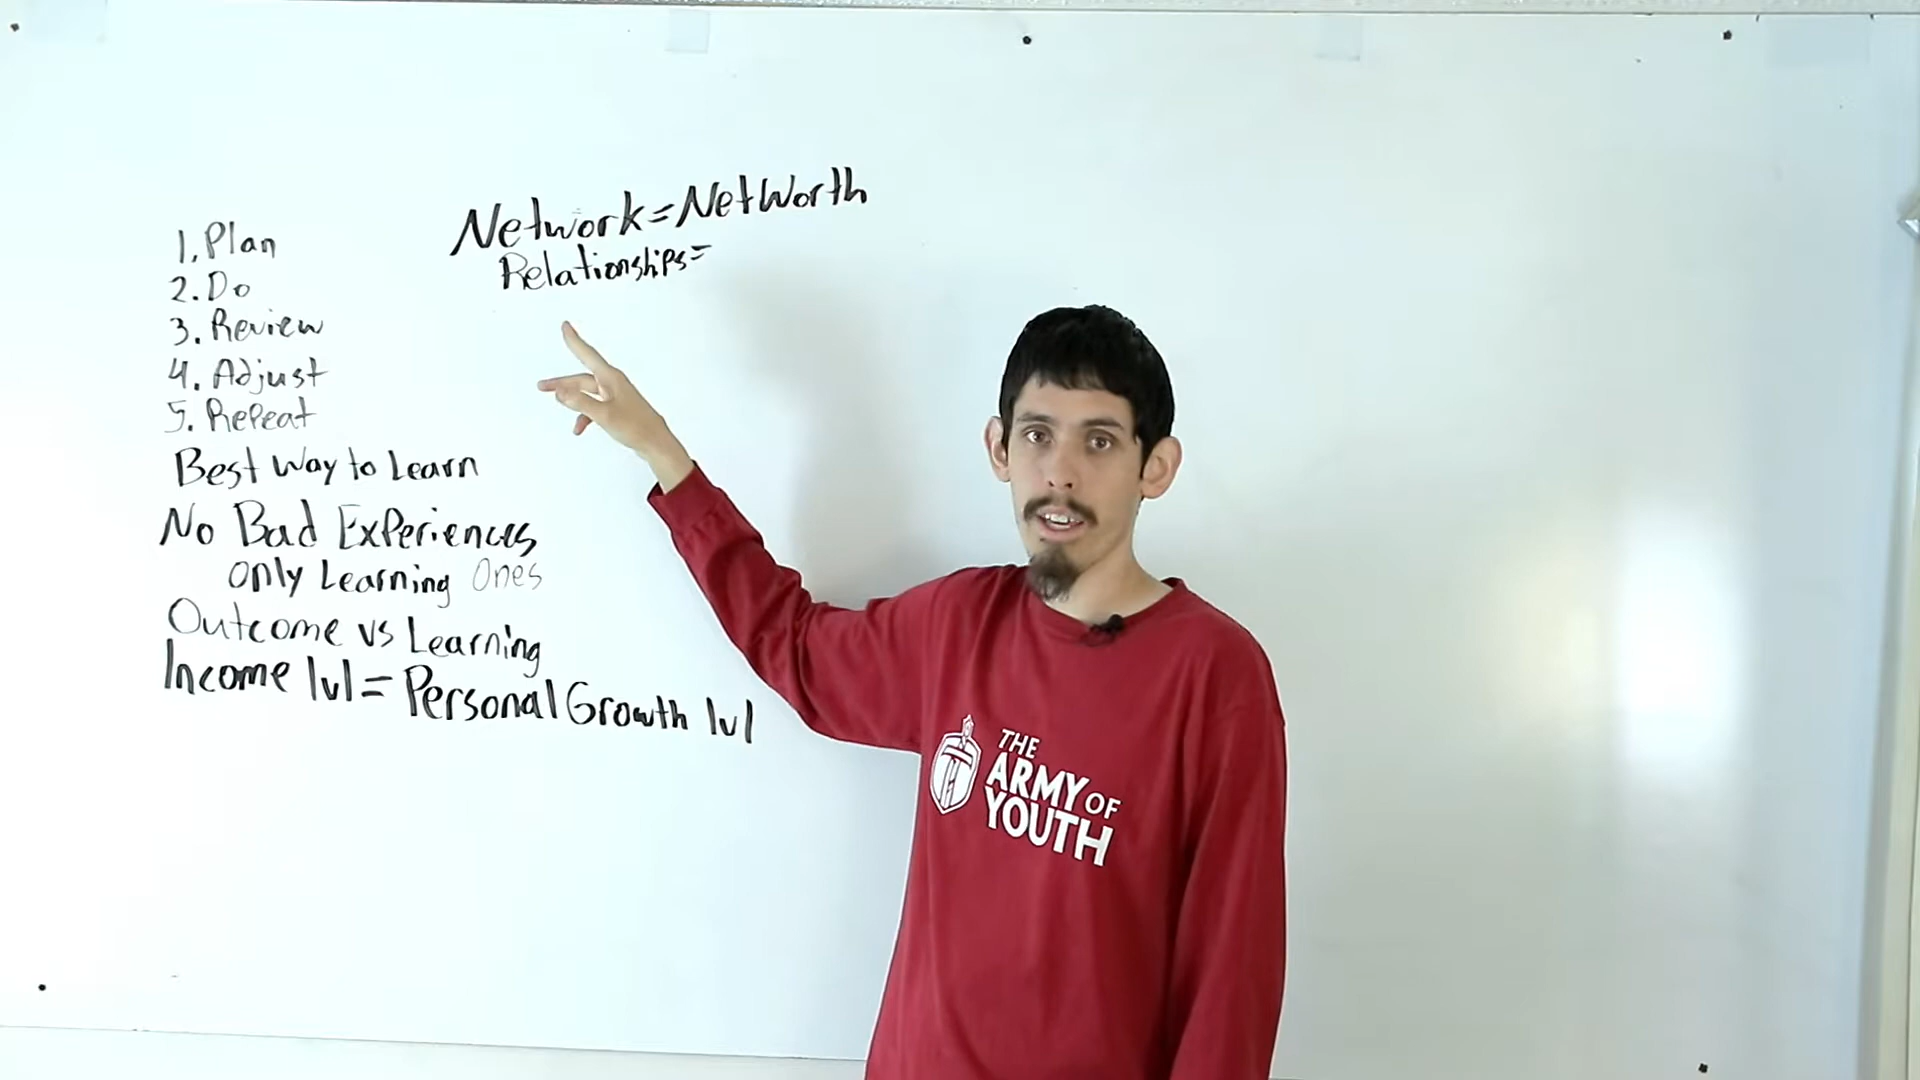 1. Plan
2. Do
3. Review
4. Adjust
5. Repeat
Best Way to Learn
No Bad Experiences
only Learning Ones
Outcome vs Learning
Income lvl = Personal Growth lvl
Network = NetWorth
Relationships =
THE
ARMY OF
YOUTH